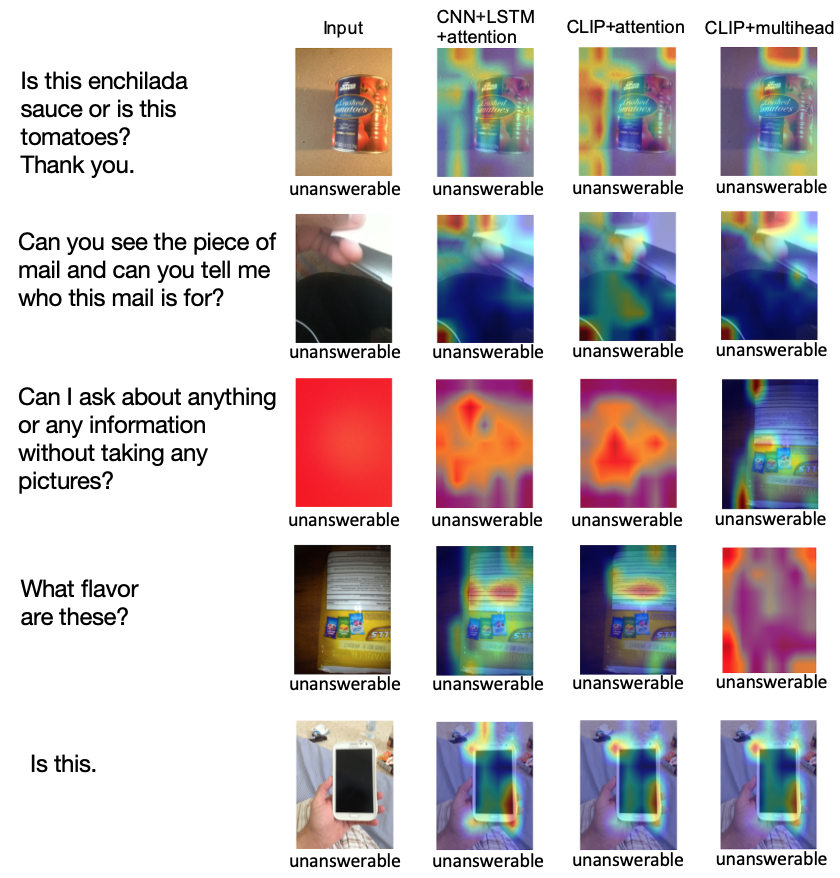 Input
CNN+LSTM
+attention
CLIP+attention
CLIP+multihead
Is this enchilada
sauce or is this
tomatoes?
Thank you.
Crushed
Tomatoes
unanswerable
unanswerable
unanswerable
unanswerable
Can you see the piece of
mail and can you tell me
who this mail is for?
unanswerable
unanswerable
unanswerable
unanswerable
Can I ask about anything
or any information
without taking any
pictures?
unanswerable
unanswerable
unanswerable
unanswerable
What flavor
are these?
unanswerable
unanswerable
unanswerable
unanswerable
Is this.
unanswerable
unanswerable
unanswerable
unanswerable